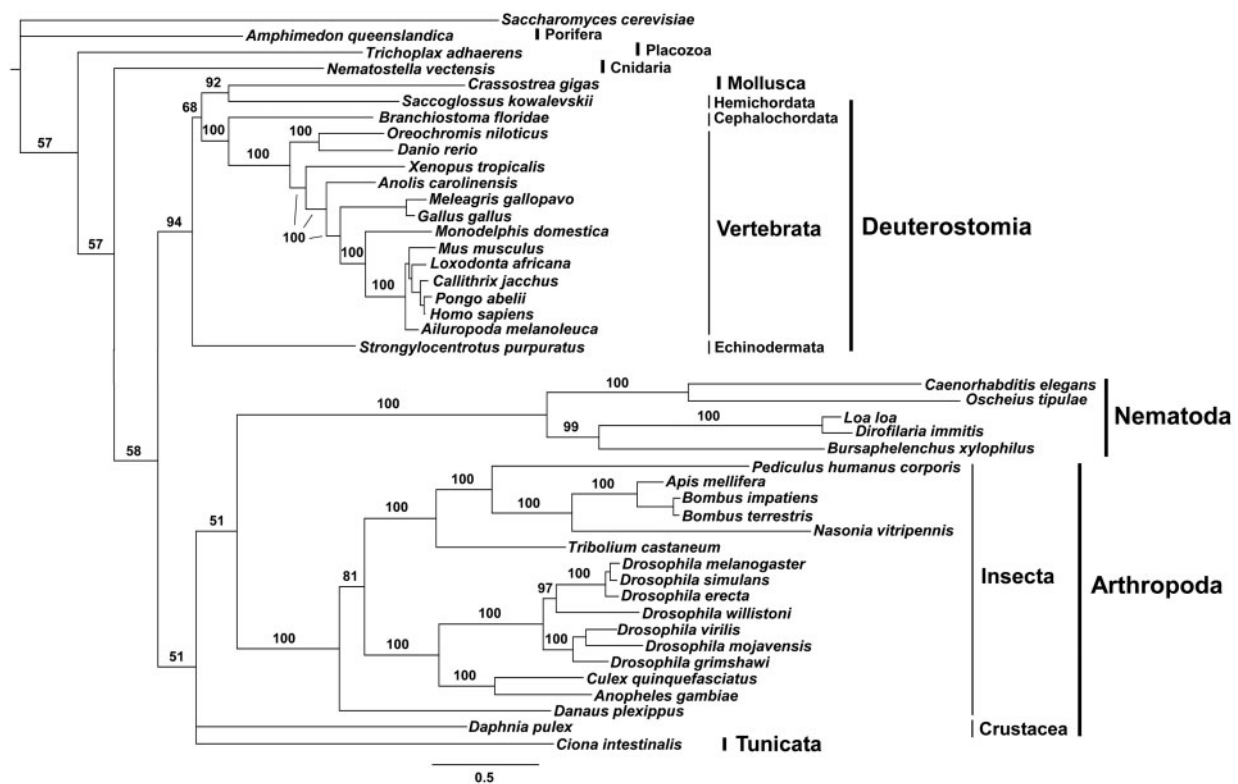 Saccharomyces cerevisiae
Amphimedon queenslandica Porifera
Trichoplax adhaerens Placozoa
Nematostella vectensis Cnidaria
92 Crassostrea gigas Mollusca
68 Saccoglossus kowalevskii Hemichordata
100 Branchiostoma floridae Cephalochordata
100 Oreochromis niloticus
57 100 Danio rerio
Xenopus tropicalis
Anolis carolinensis
Meleagris gallopavo
94 Gallus gallus Vertebrata Deuterostomia
100 Monodelphis domestica
57 100 Mus musculus
100 Loxodonta africana
Callithrix jacchus
Pongo abelii
Homo sapiens
Ailuropoda melanoleuca
Strongylocentrotus purpuratus Echinodermata
100 Caenorhabditis elegans
100 Oscheius tipulae
100 Loa loa Nematoda
99 Dirofilaria immitis
58 Bursaphelenchus xylophilus
100 Pediculus humanus corporis
100 Apis mellifera
100 Bombus impatiens
51 100 Bombus terrestris
Nasonia vitripennis
Tribolium castaneum
81 100 Drosophila melanogaster
97 Drosophila simulans Insecta Arthropoda
Drosophila erecta
100 Drosophila willistoni
100 100 Drosophila virilis
51 100 Drosophila mojavensis
Drosophila grimshawi
100 Culex quinquefasciatus
Anopheles gambiae
Danaus plexippus
Daphnia pulex Crustacea
Ciona intestinalis Tunicata
0.5